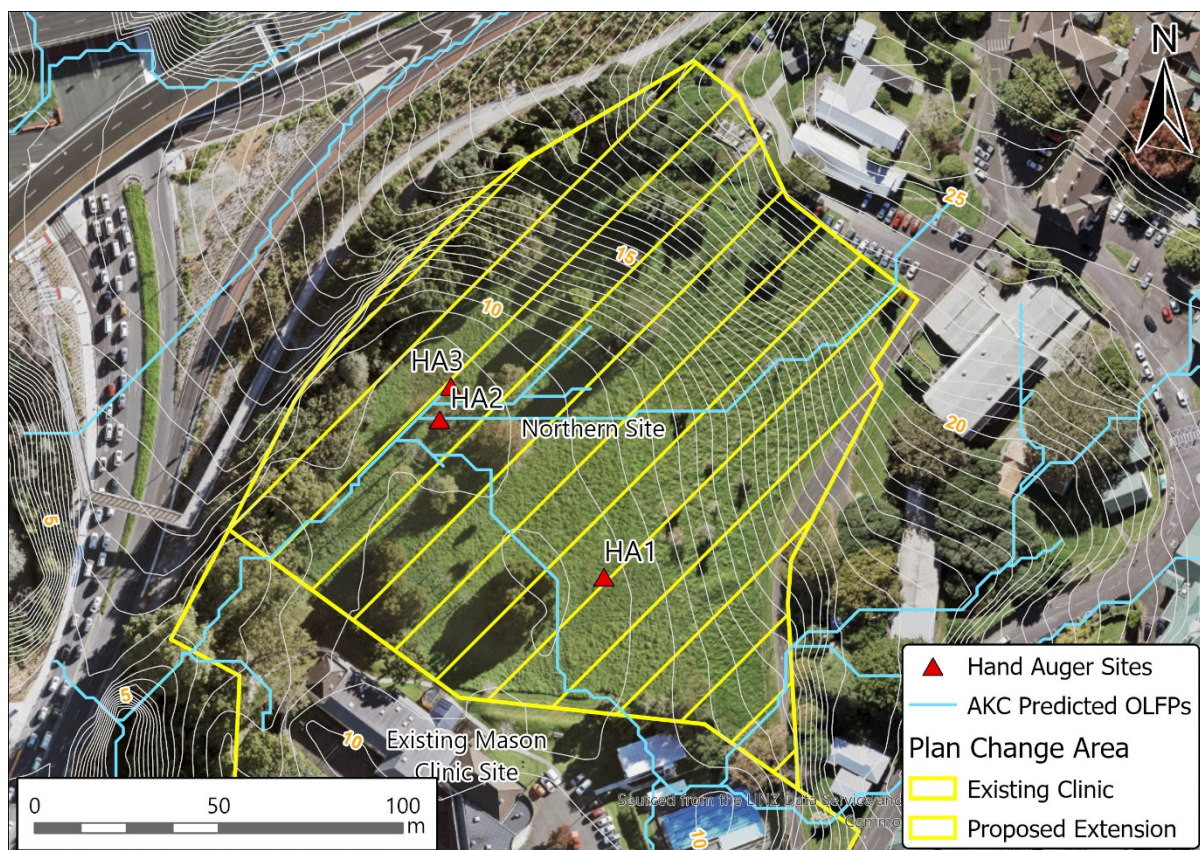 N
25
15
10
HA3
HA2
Northern Site
20
5
HA1
5
Existing Mason
Clinic Site
10
10
Sourced from the LINZ Data Service and
Commo
Hand Auger Sites
AKC Predicted OLFPs
Plan Change Area
Existing Clinic
Proposed Extension
0 50 100
m